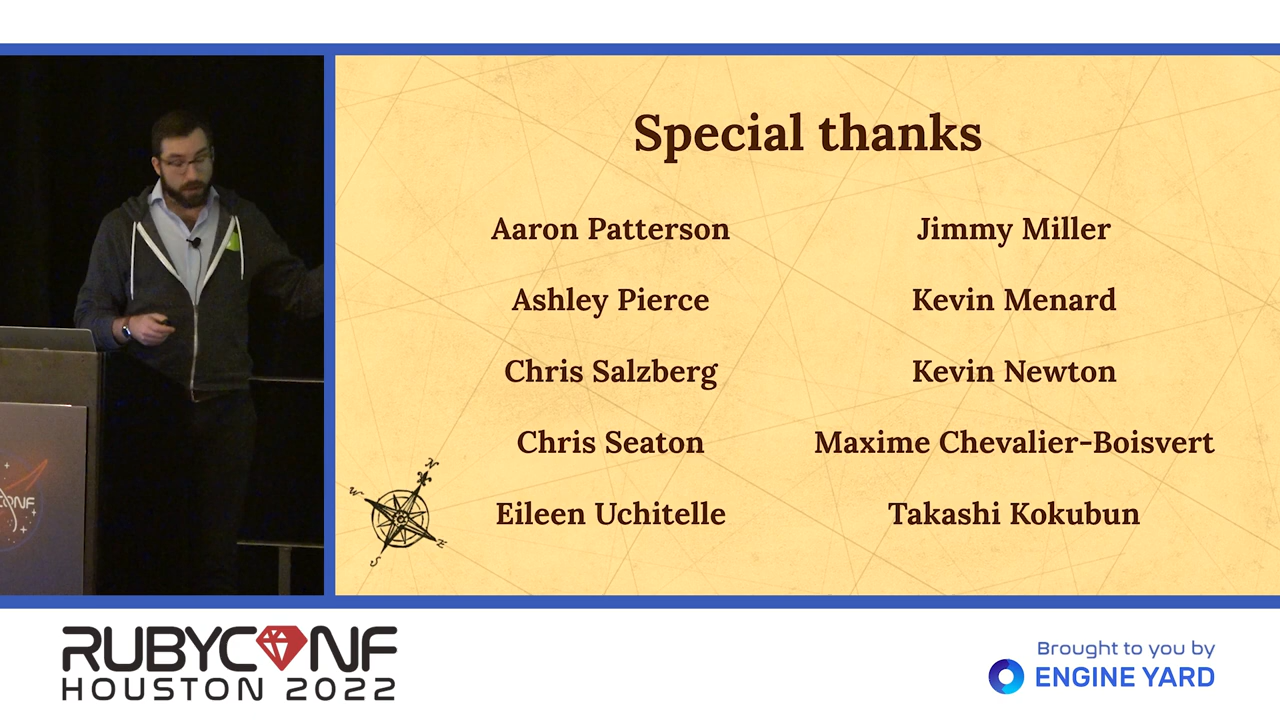 Special thanks
Aaron Patterson
Jimmy Miller
Ashley Pierce
Kevin Menard
Chris Salzberg
Kevin Newton
Chris Seaton
Maxime Chevalier-Boisvert
Eileen Uchitelle
Takashi Kokubun
N
W
E
S
RUBYCONF
HOUSTON 2022
Brought to you by
ENGINE YARD